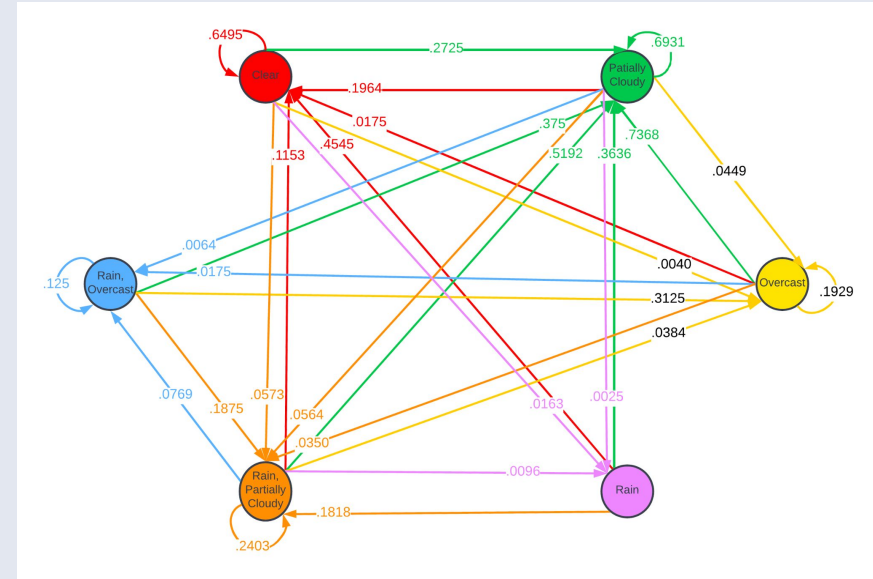 .6495
.2725
.6931
Clear
Patially
Cloudy
.1964
.0175
.375
.7368
.4545
.1153
.5192
.3636
.0449
.0064
.0040
.0175
.125
Rain,
Overcast
Overcast
.1929
.3125
.0384
.0769
.1875
.0573
.0564
.0163
.0025
.0350
.0096
Rain,
Partially
Cloudy
Rain
.1818
.2403